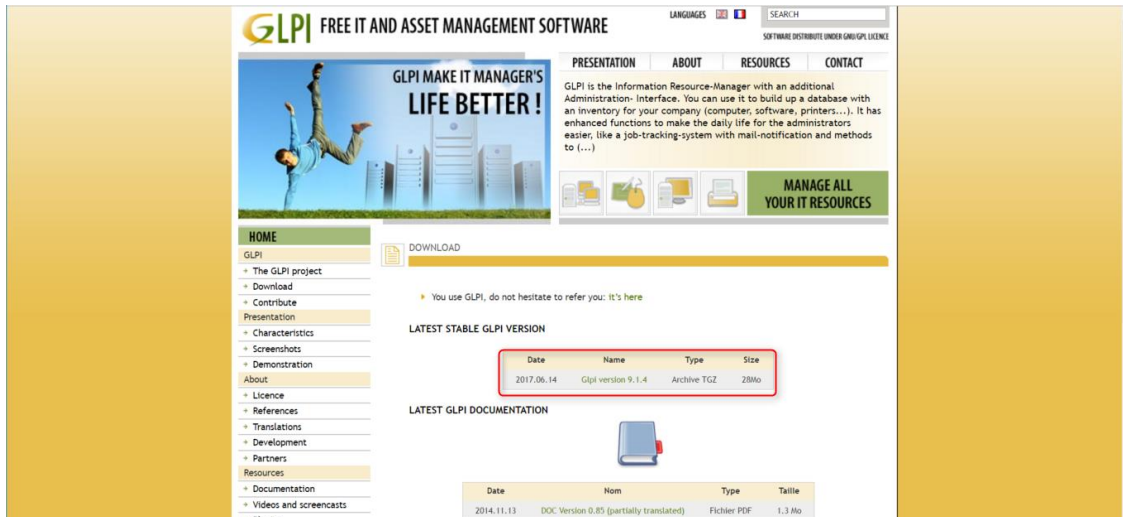 GLPI FREE IT AND ASSET MANAGEMENT SOFTWARE
LANGUAGES
SEARCH
SOFTWARE DISTRIBUTE UNDER GNU/GPL LICENCE
PRESENTATION ABOUT RESOURCES CONTACT
GLPI MAKE IT MANAGER'S
LIFE BETTER !
GLPI is the Information Resource-Manager with an additional
Administration- Interface. You can use it to build up a database with
an inventory for your company (computer, software, printers...). It has
enhanced functions to make the daily life for the administrators
easier, like a job-tracking-system with mail-notification and methods
to (...)
MANAGE ALL
YOUR IT RESOURCES
HOME
GLPI
The GLPI project
Download
Contribute
Presentation
Characteristics
Screenshots
Demonstration
About
Licence
References
Translations
Development
Partners
Resources
Documentation
Videos and screencasts
DOWNLOAD
You use GLPI, do not hesitate to refer you: it's here
LATEST STABLE GLPI VERSION
Date Name Type Size
2017.06.14 Glpi version 9.1.4 Archive TGZ 28Mo
LATEST GLPI DOCUMENTATION
Date Nom Type Taille
2014.11.13 DOC Version 0.85 (partially translated) Fichier PDF 1.3 Mo